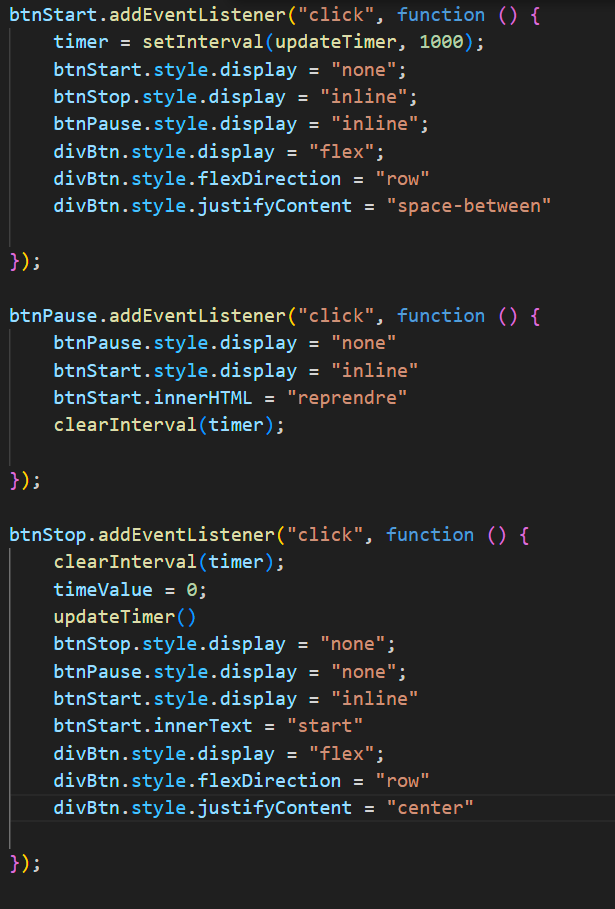 btnStart.addEventListener("click", function () {
    timer = setInterval(updateTimer, 1000);
    btnStart.style.display = "none";
    btnStop.style.display = "inline";
    btnPause.style.display = "inline";
    divBtn.style.display = "flex";
    divBtn.style.flexDirection = "row"
    divBtn.style.justifyContent = "space-between"

});

btnPause.addEventListener("click", function () {
    btnPause.style.display = "none"
    btnStart.style.display = "inline"
    btnStart.innerHTML = "reprendre"
    clearInterval(timer);

});

btnStop.addEventListener("click", function () {
    clearInterval(timer);
    timeValue = 0;
    updateTimer()
    btnStop.style.display = "none";
    btnPause.style.display = "none";
    btnStart.style.display = "inline"
    btnStart.innerText = "start"
    divBtn.style.display = "flex";
    divBtn.style.flexDirection = "row"
    divBtn.style.justifyContent = "center"

});